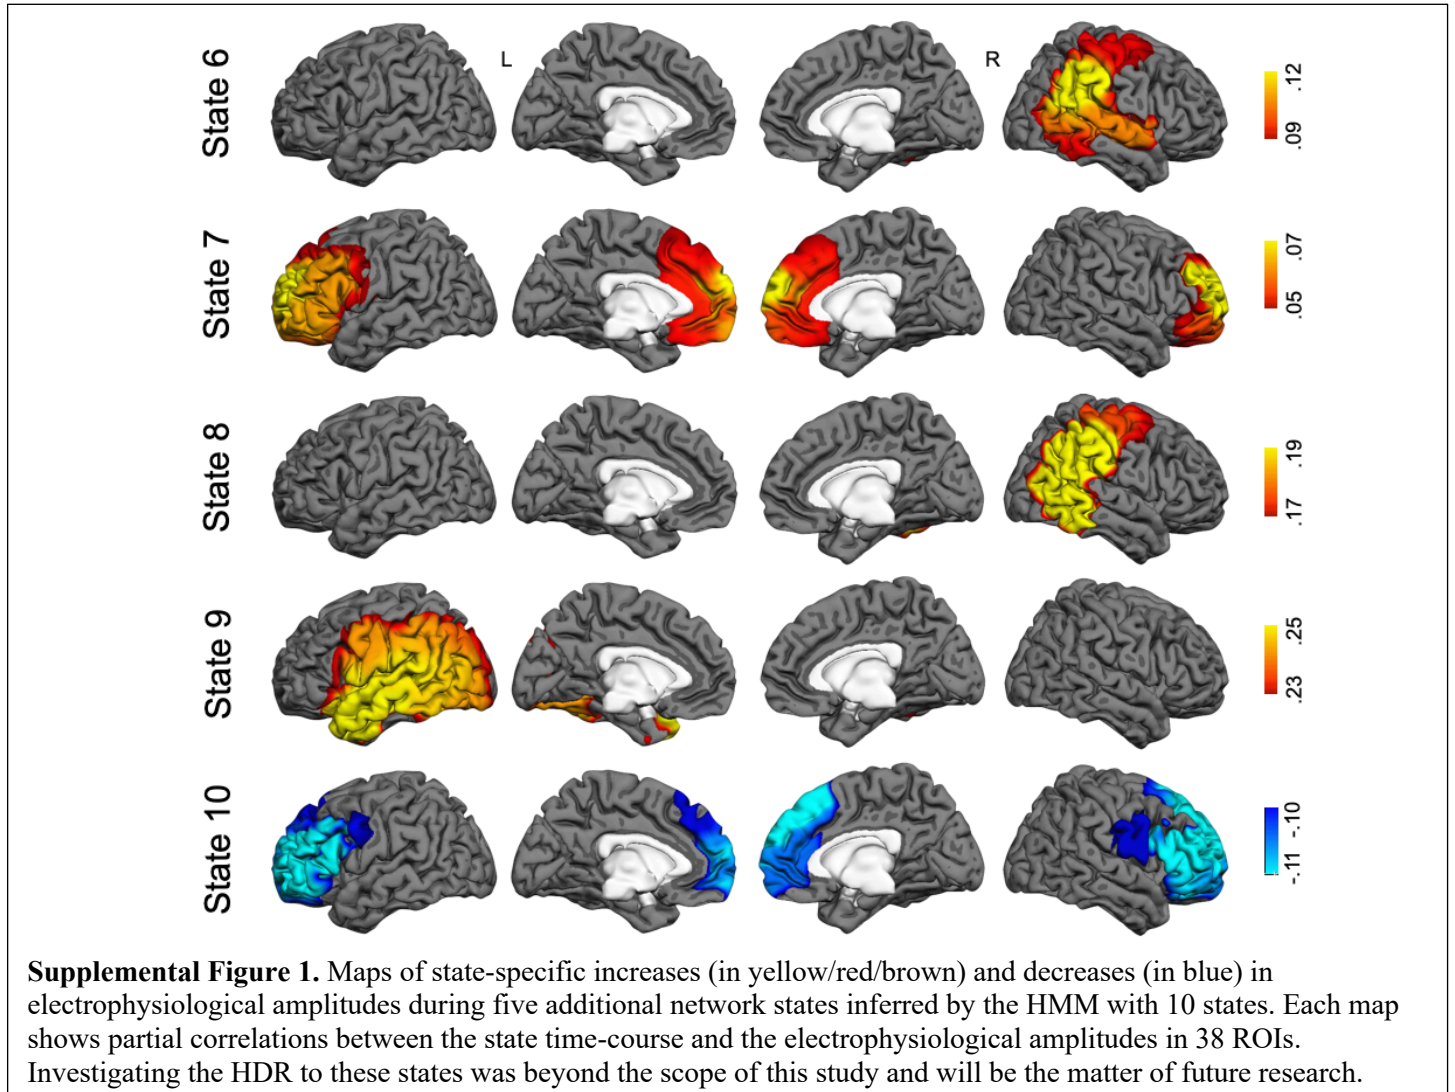 State 6
L
R
.12
.09
State 7
.07
.05
State 8
.19
.17
State 9
.25
.23
State 10
-.10
-.11
Supplemental Figure 1. Maps of state-specific increases (in yellow/red/brown) and decreases (in blue) in
electrophysiological amplitudes during five additional network states inferred by the HMM with 10 states. Each map
shows partial correlations between the state time-course and the electrophysiological amplitudes in 38 ROIs.
Investigating the HDR to these states was beyond the scope of this study and will be the matter of future research.